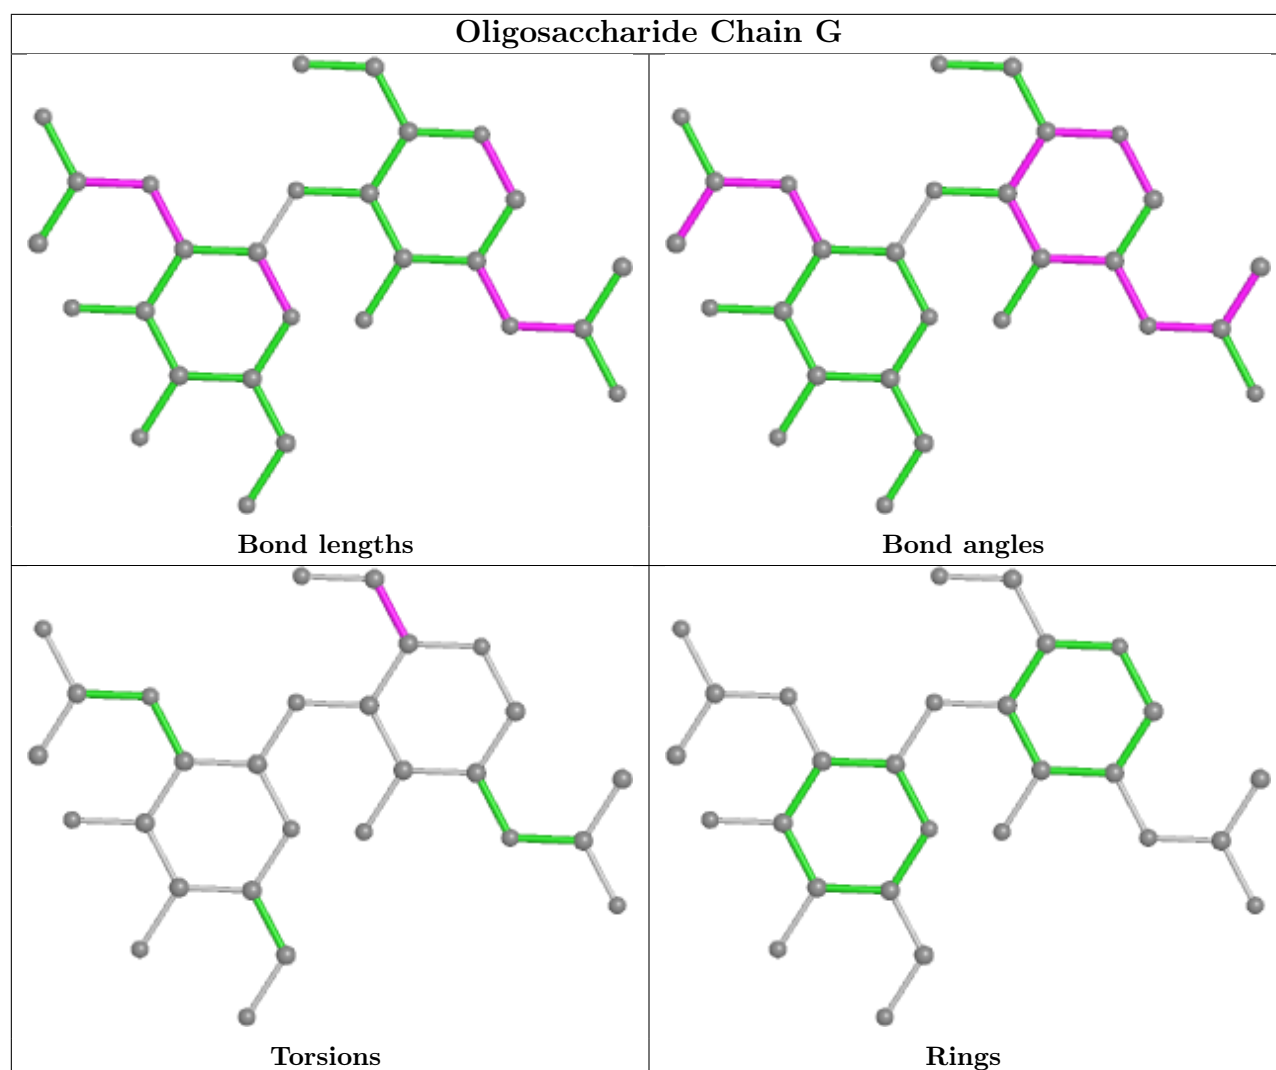 Oligosaccharide Chain G
Bond lengths
Bond angles
Torsions
Rings